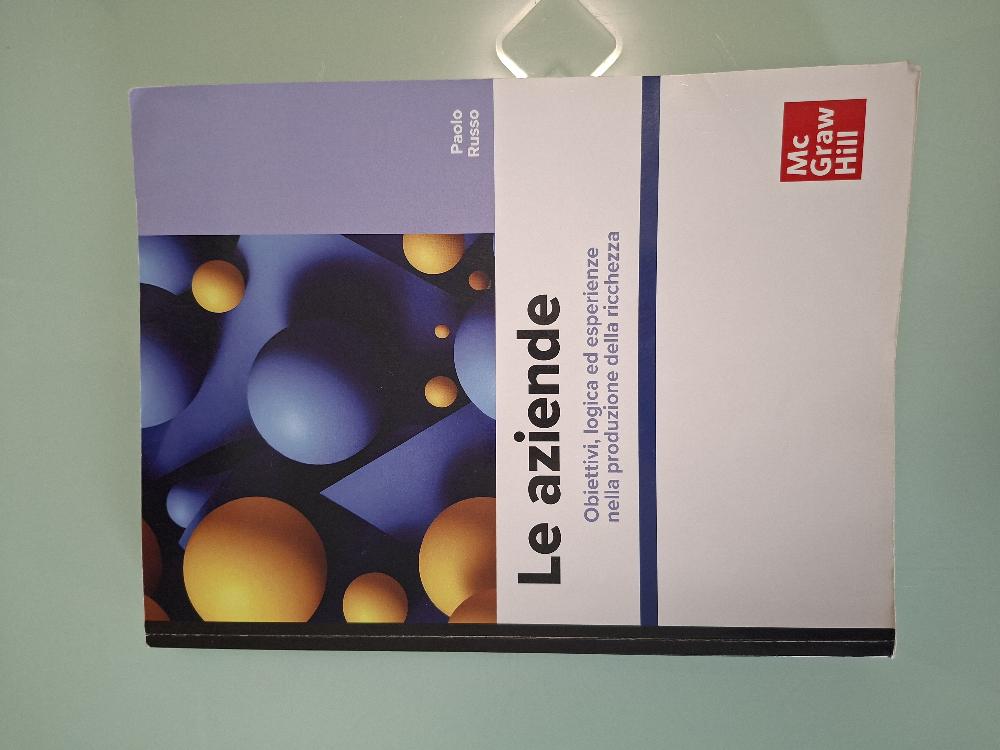 Paolo
Russo
Le aziende
Obiettivi, logica ed esperienze
nella produzione della ricchezza
Mc
Graw
Hill